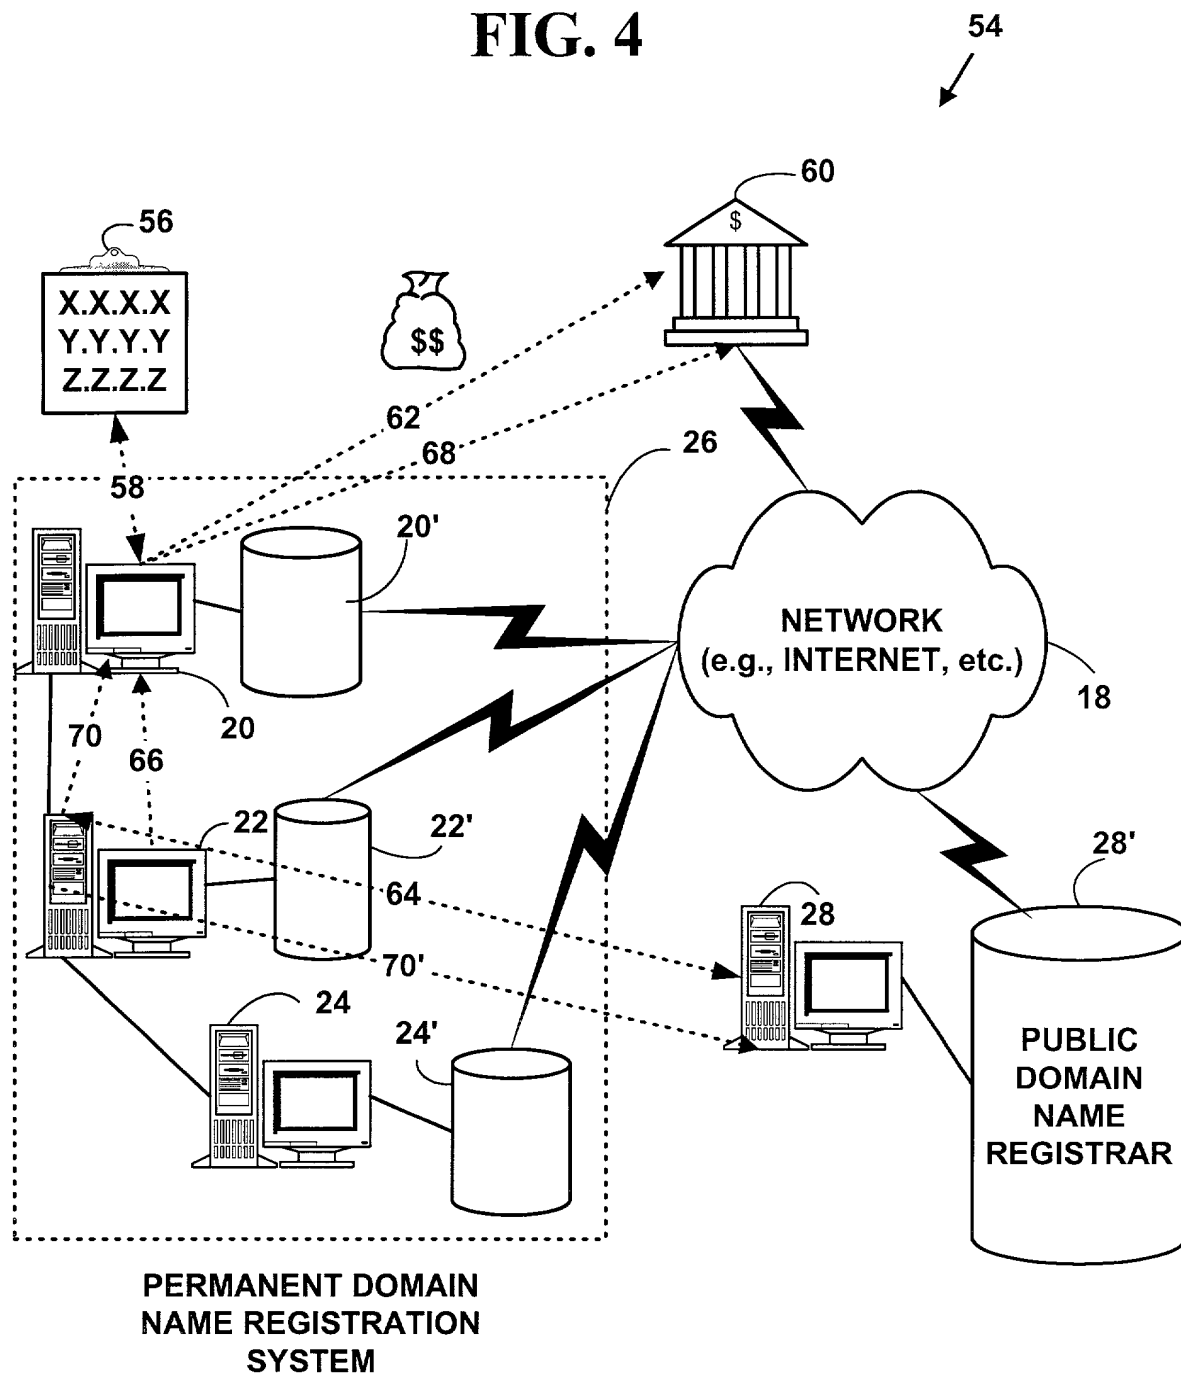 FIG. 4
54
60
$
56
X.X.X.X
Y.Y.Y.Y
Z.Z.Z.Z
$$
62
68
26
58
20'
NETWORK
(e.g., INTERNET, etc.)
18
20
70
66
22
22'
64
28'
28
70'
24
24'
PUBLIC
DOMAIN
NAME
REGISTRAR
PERMANENT DOMAIN
NAME REGISTRATION
SYSTEM